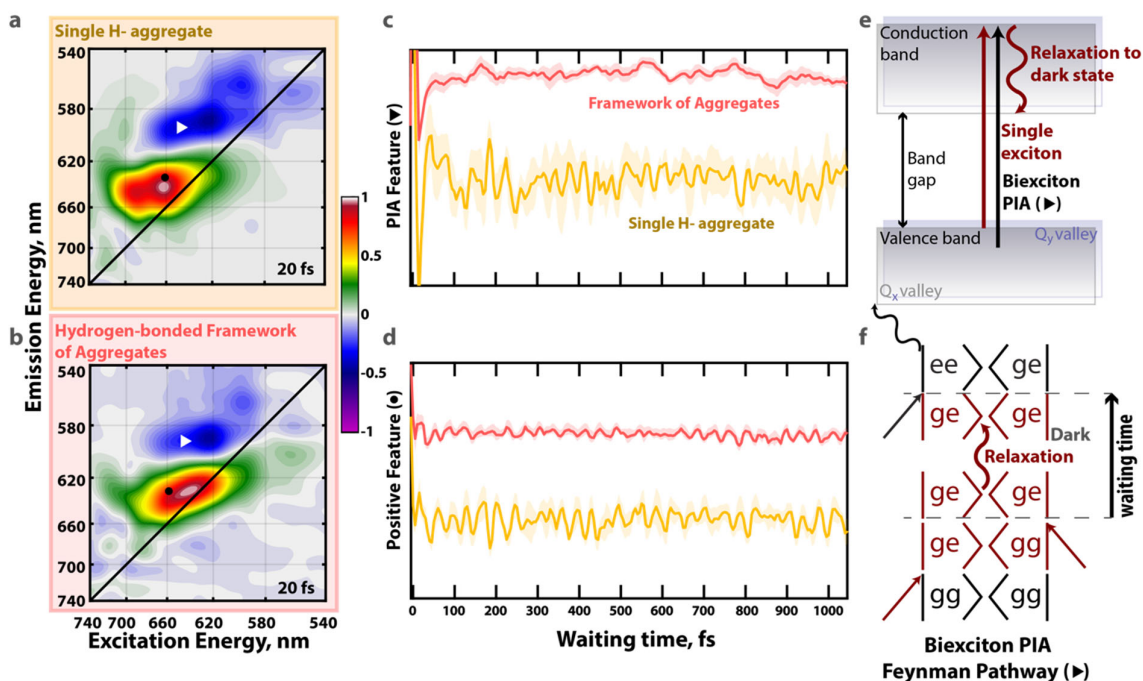 a
Single H- aggregate
540
580
620
660
700
740
20 fs
Emission Energy, nm
1
0.5
0
-0.5
-1
b
Hydrogen-bonded Framework
of Aggregates
540
580
620
660
700
740
20 fs
740 700 660 620 580 540
Excitation Energy, nm
c
PIA Feature (▼)
Framework of Aggregates
Single H- aggregate
d
Positive Feature (●)
0 100 200 300 400 500 600 700 800 900 1000
Waiting time, fs
e
Conduction
band
Relaxation to
dark state
Band
gap
Single
exciton
Biexciton
PIA (►)
Valence band
Qy valley
Qx valley
f
ee ge
ge ge
Dark
Relaxation
ge ge
ge gg
gg gg
waiting time
Biexciton PIA
Feynman Pathway (►)